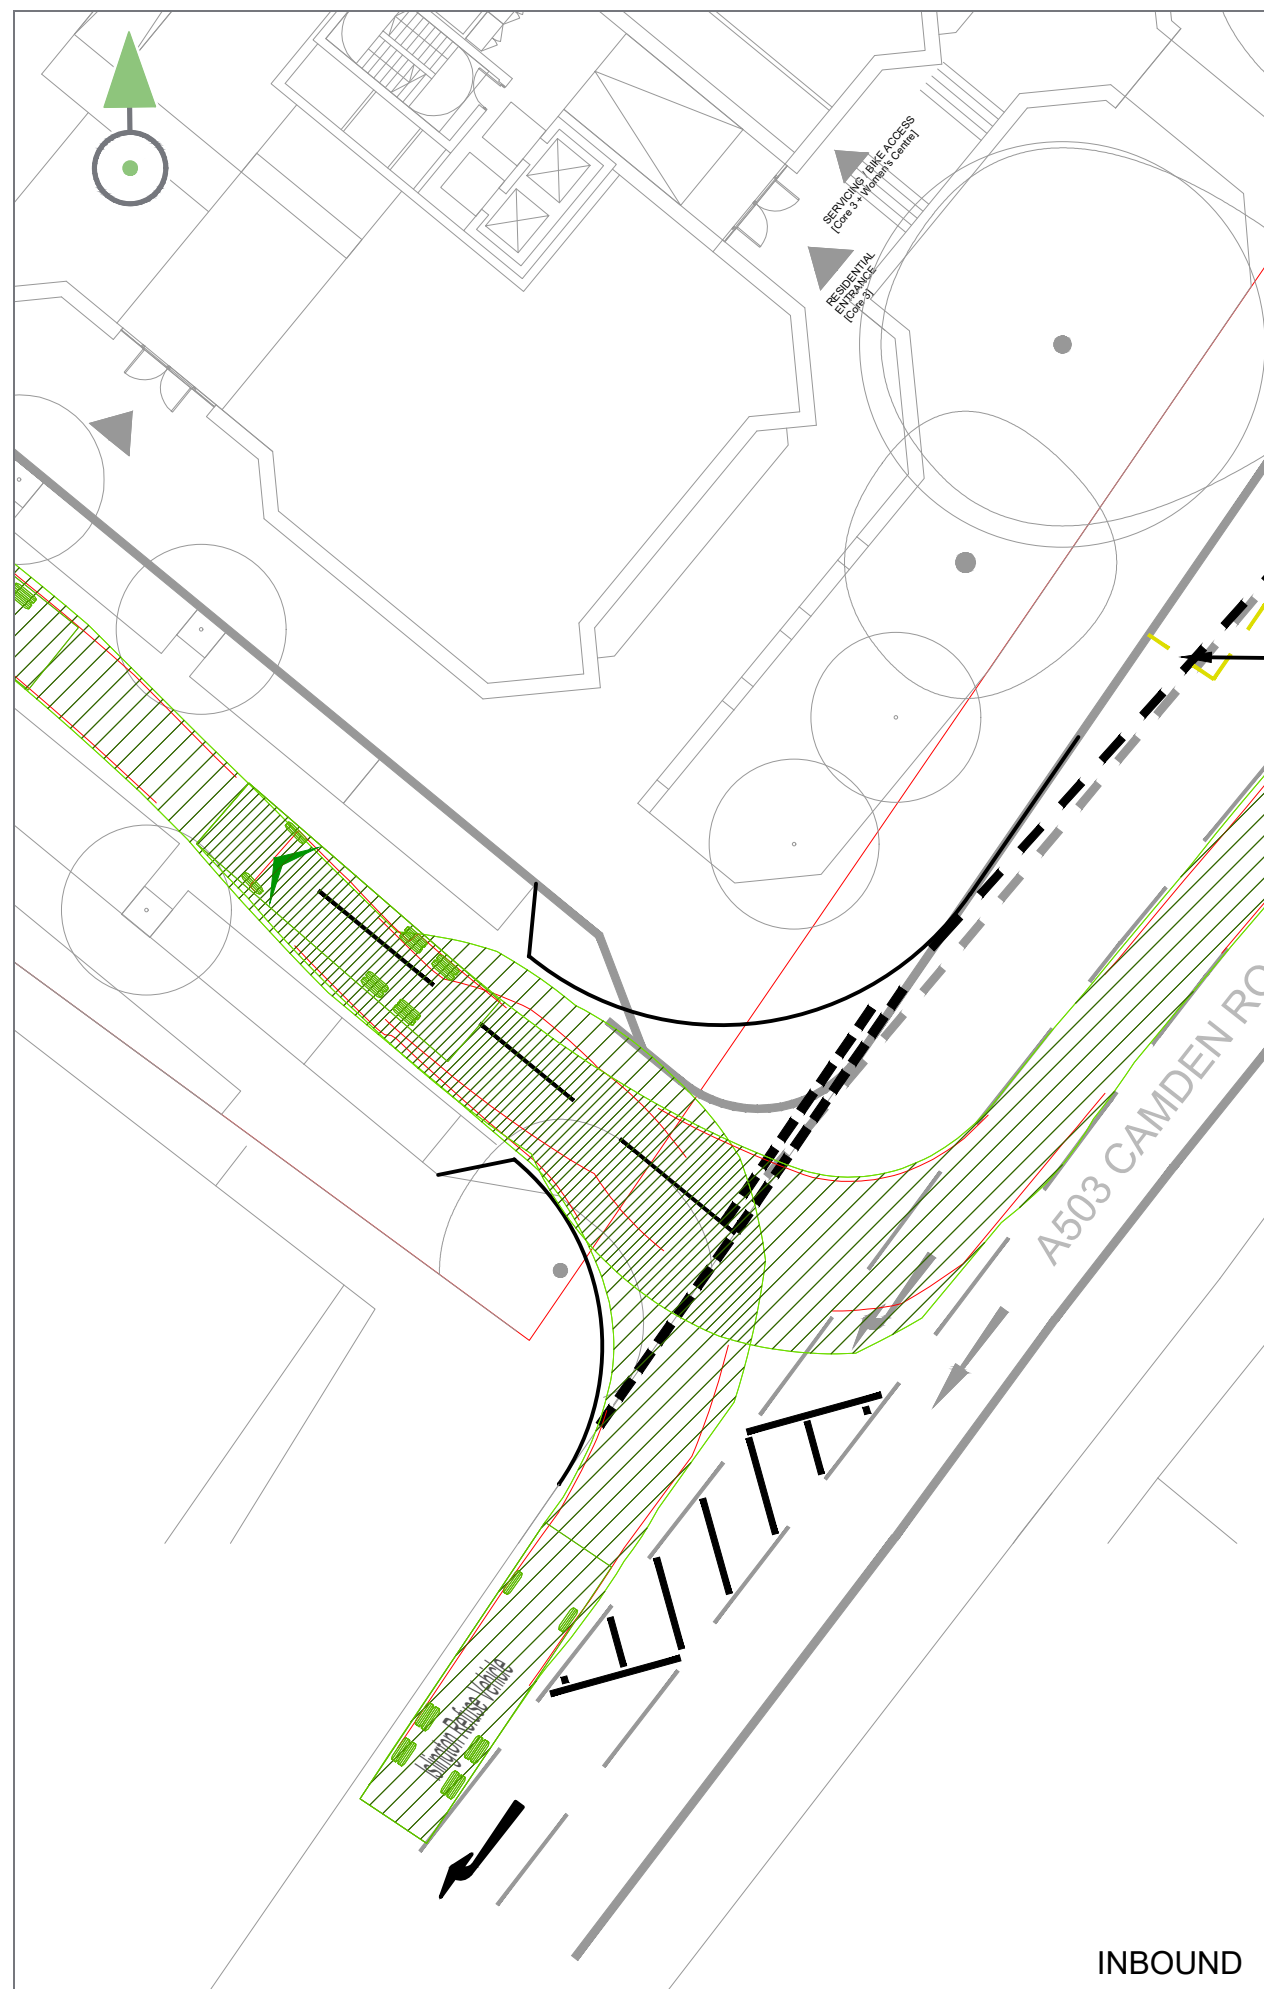 SERVICING / BIKE ACCESS
[Core 3 + Women's Centre]
RESIDENTIAL
ENTRANCE
[Core 3]
A503 CAMDEN RO
Islington Refuse Vehicle
INBOUND